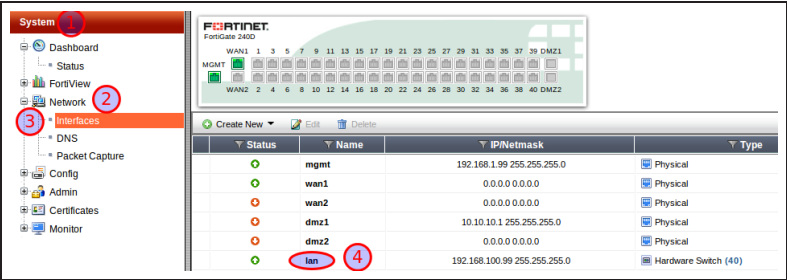 System 1
Dashboard
Status
FortiView
Network 2
3 Interfaces
DNS
Packet Capture
Config
Admin
Certificates
Monitor
FORTINET.
FortiGate 240D
WAN1 1 3 5 7 9 11 13 15 17 19 21 23 25 27 29 31 33 35 37 39 DMZ1
MGMT
WAN2 2 4 6 8 10 12 14 16 18 20 22 24 26 28 30 32 34 36 38 40 DMZ2
Create New Edit Delete
Status Name IP/Netmask Type
mgmt 192.168.1.99 255.255.255.0 Physical
wan1 0.0.0.0 0.0.0.0 Physical
wan2 0.0.0.0 0.0.0.0 Physical
dmz1 10.10.10.1 255.255.255.0 Physical
dmz2 0.0.0.0 0.0.0.0 Physical
lan 4 192.168.100.99 255.255.255.0 Hardware Switch (40)